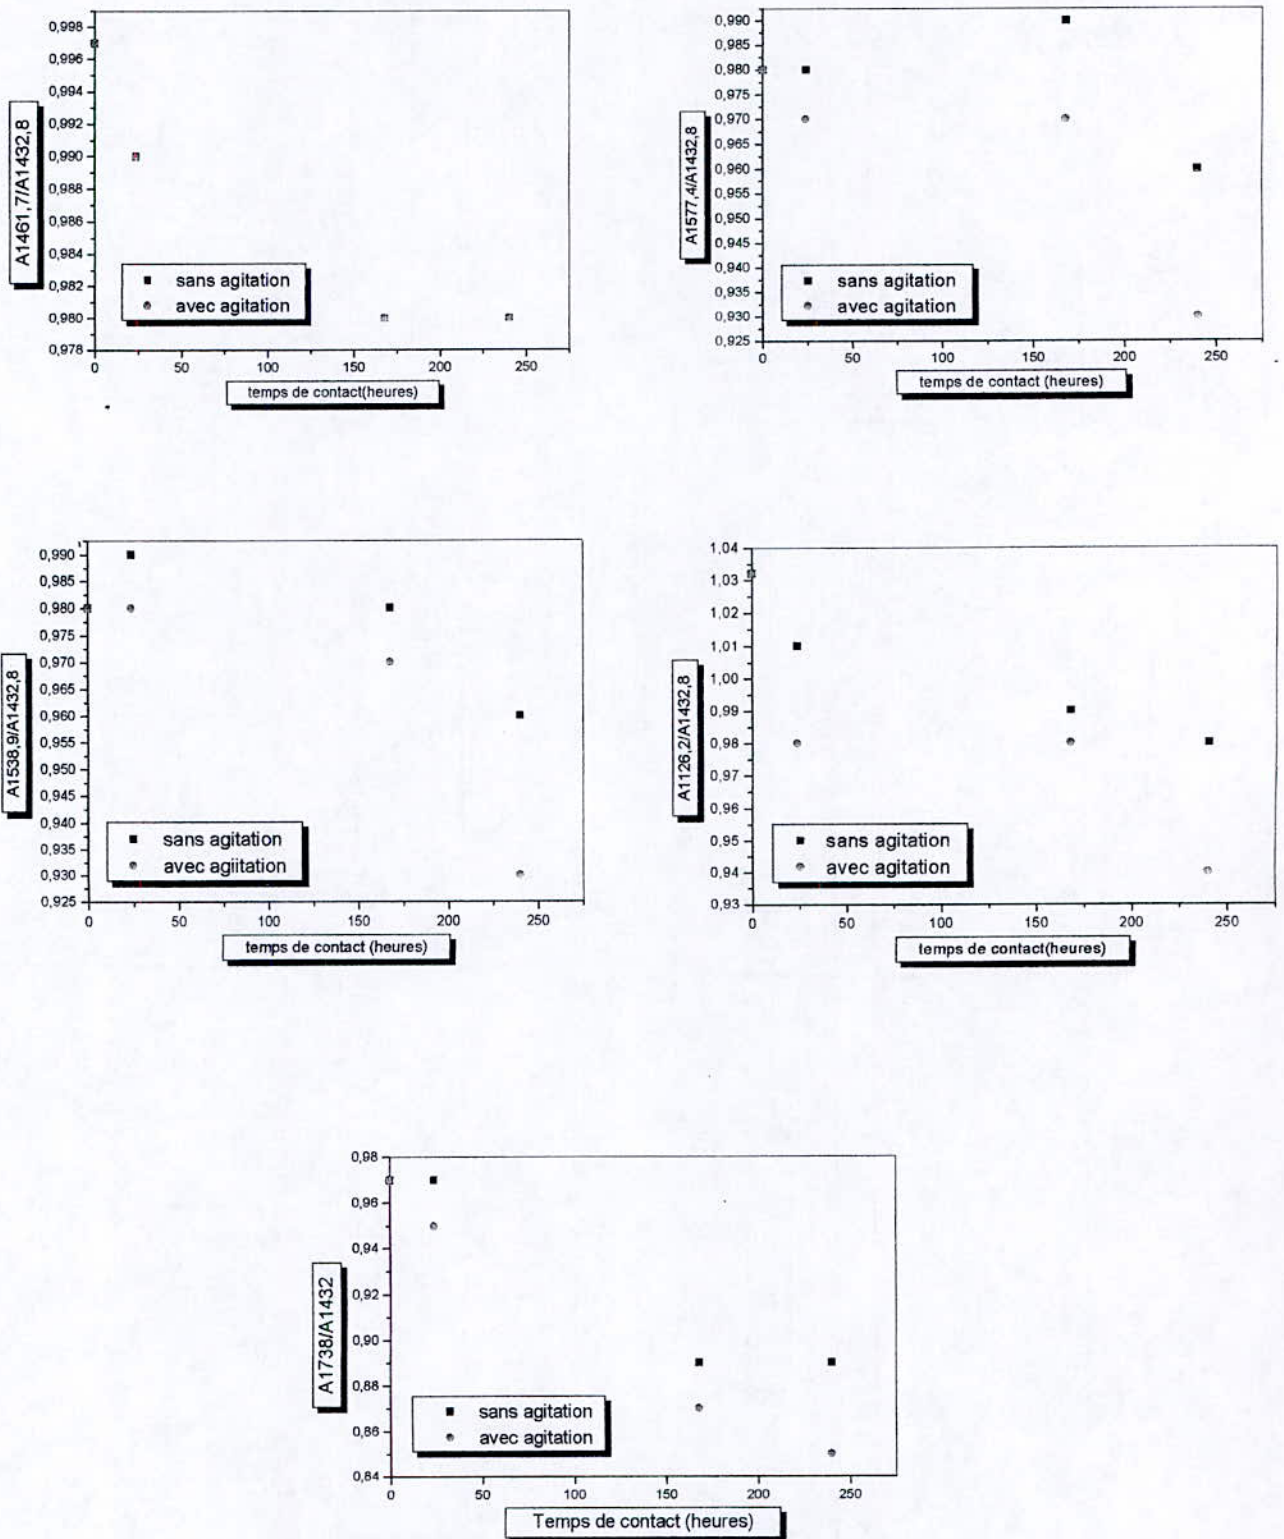 0,998
0,996
0,994
0,992
0,990
0,988
0,986
0,984
0,982
0,980
0,978
A1461,7/A1432,8
sans agitation
avec agitation
0 50 100 150 200 250
temps de contact(heures)
0,990
0,985
0,980
0,975
0,970
0,965
0,960
0,955
0,950
0,945
0,940
0,935
0,930
0,925
A1577,4/A1432,8
sans agitation
avec agitation
0 50 100 150 200 250
temps de contact (heures)
0,990
0,985
0,980
0,975
0,970
0,965
0,960
0,955
0,950
0,945
0,940
0,935
0,930
0,925
A1538,9/A1432,8
sans agitation
avec agiitation
0 50 100 150 200 250
temps de contact (heures)
1,04
1,03
1,02
1,01
1,00
0,99
0,98
0,97
0,96
0,95
0,94
0,93
A1126,2/A1432,8
sans agitation
avec agitation
0 50 100 150 200 250
temps de contact(heures)
0,98
0,96
0,94
0,92
0,90
0,88
0,86
0,84
A1738/A1432
sans agitation
avec agitation
0 50 100 150 200 250
Temps de contact (heures)